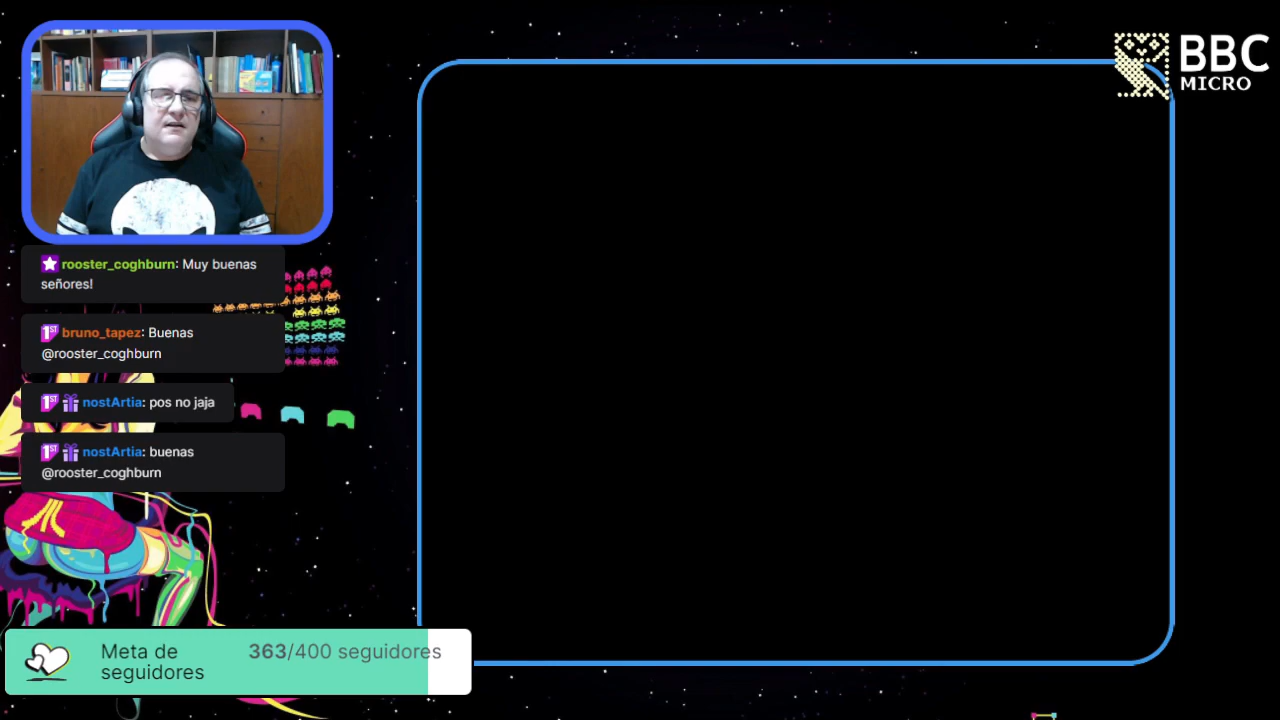 BBC
MICRO
rooster_coghburn: Muy buenas
señores!
bruno_tapez: Buenas
@rooster_coghburn
nostArtia: pos no jaja
nostArtia: buenas
@rooster_coghburn
Meta de
seguidores
363/400 seguidores